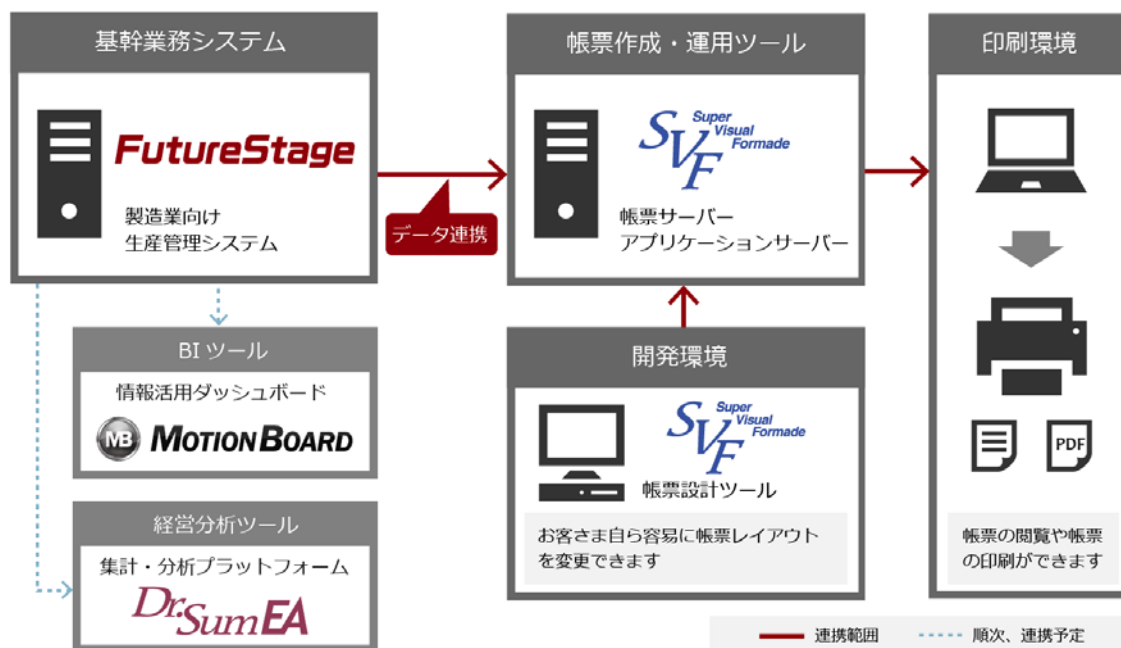 基幹業務システム
FutureStage
製造業向け
生産管理システム
データ連携
帳票作成・運用ツール
SVF
Super
Visual
Formade
帳票サーバー
アプリケーションサーバー
印刷環境
PDF
帳票の閲覧や帳票
の印刷ができます
BI ツール
情報活用ダッシュボード
MB MOTIONBOARD
経営分析ツール
集計・分析プラットフォーム
Dr.Sum EA
開発環境
SVF
Super
Visual
Formade
帳票設計ツール
お客さま自ら容易に帳票レイアウト
を変更できます
連携範囲
順次、連携予定